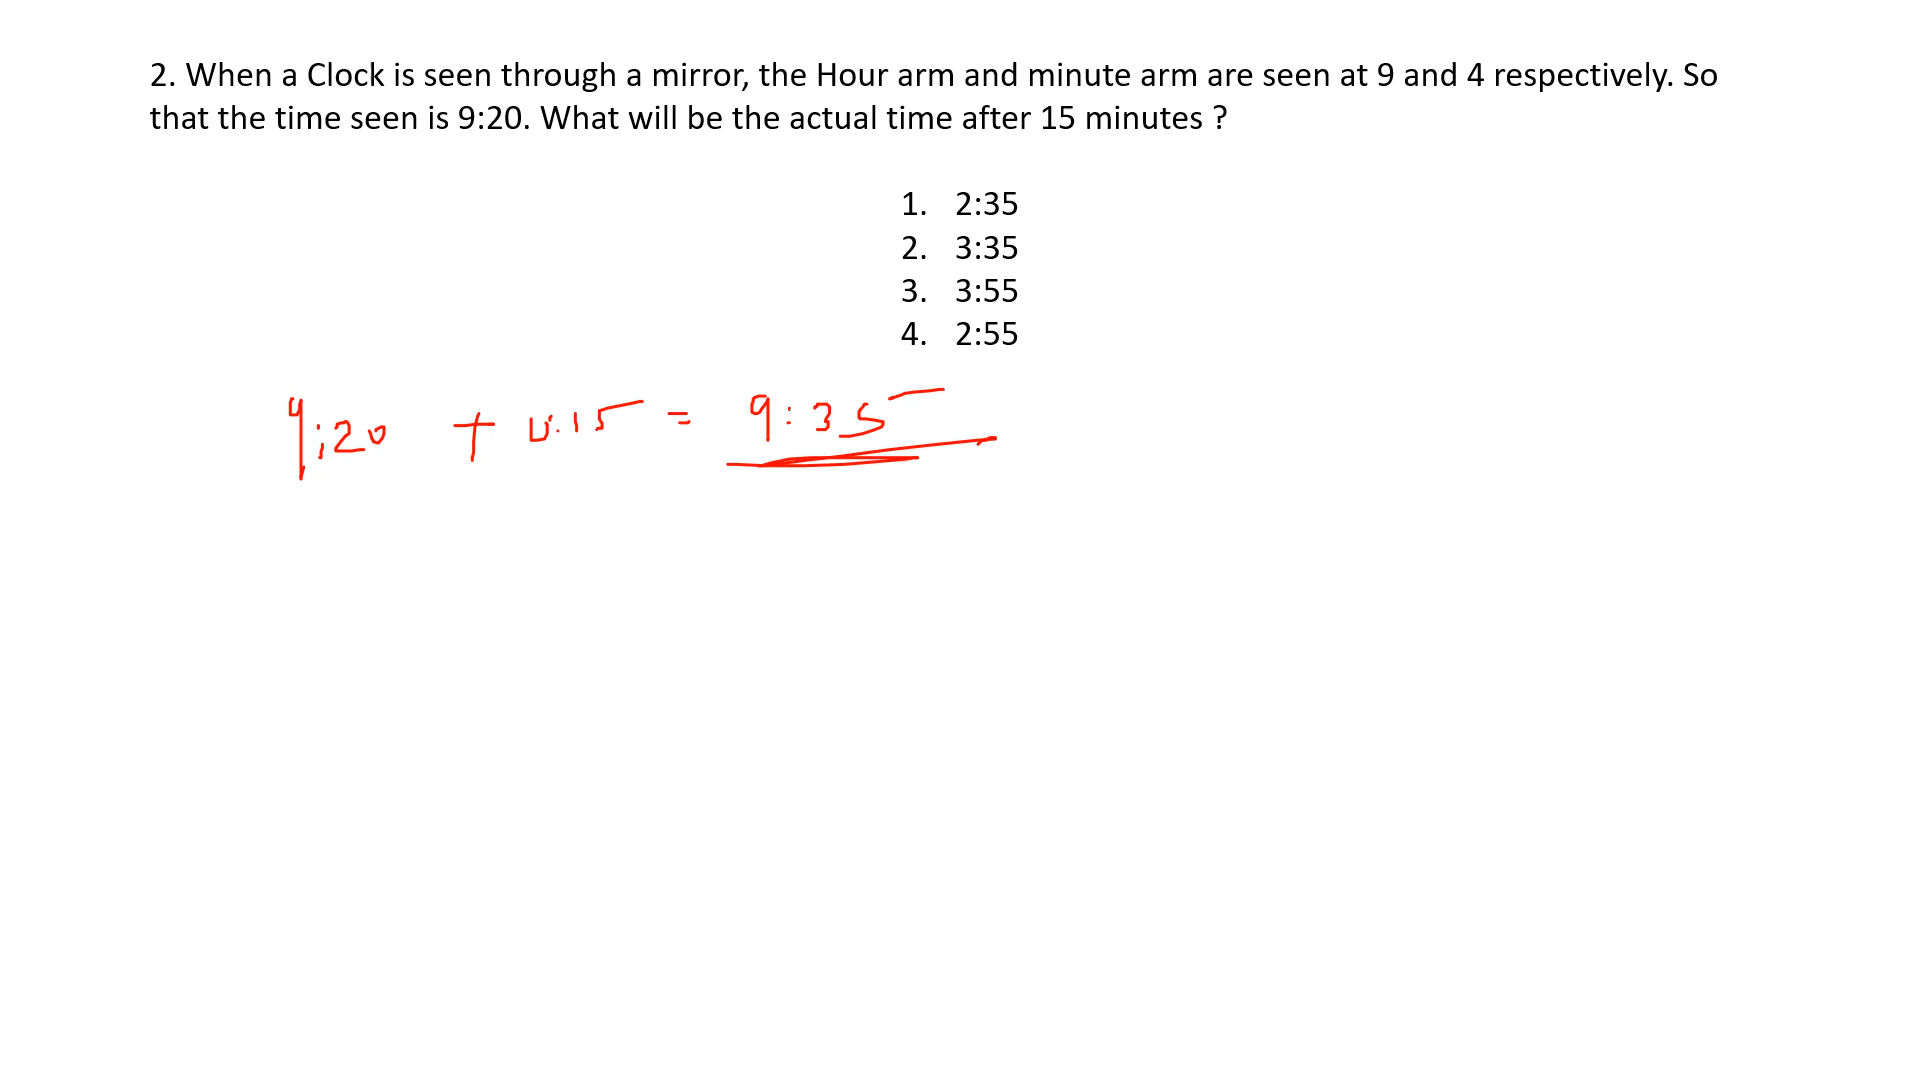 2. When a Clock is seen through a mirror, the Hour arm and minute arm are seen at 9 and 4 respectively. So
that the time seen is 9:20. What will be the actual time after 15 minutes ?
1. 2:35
2. 3:35
3. 3:55
4. 2:55
9:20 + 0:15 = 9:35